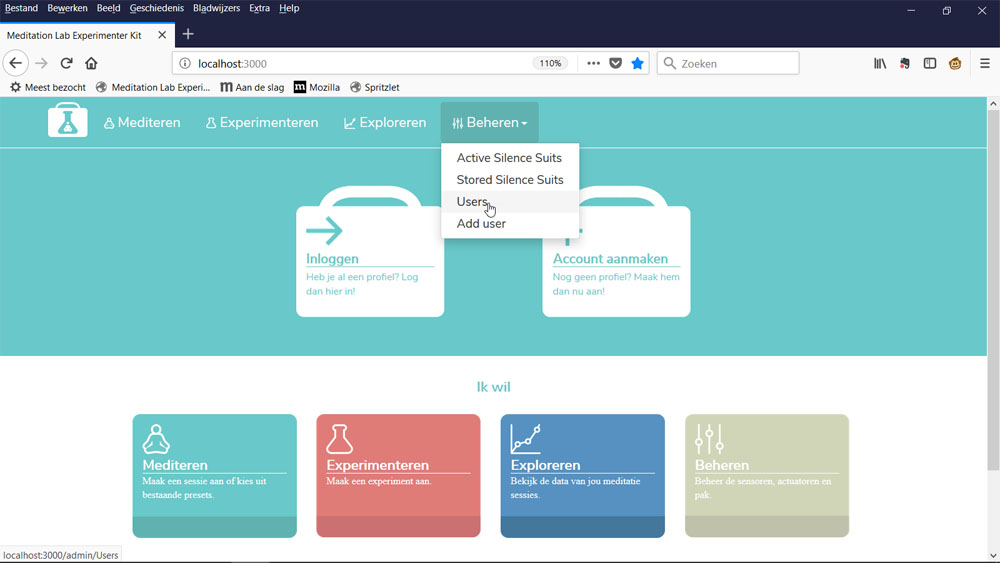 Bestand Bewerken Beeld Geschiedenis Bladwijzers Extra Help
Meditation Lab Experimenter Kit
localhost:3000
110%
Zoeken
Meest bezocht Meditation Lab Experi... Aan de slag Mozilla Spritzlet
Mediteren Experimenteren Exploreren Beheren
Active Silence Suits
Stored Silence Suits
Users
Add user
Inloggen
Heb je al een profiel? Log
dan hier in!
Account aanmaken
Nog geen profiel? Maak hem
dan nu aan!
Ik wil
Mediteren
Maak een sessie aan of kies uit
bestaande presets.
Experimenteren
Maak een experiment aan.
Exploreren
Bekijk de data van jou meditatie
sessies.
Beheren
Beheer de sensoren, actuatoren en
pak.
localhost:3000/admin/Users